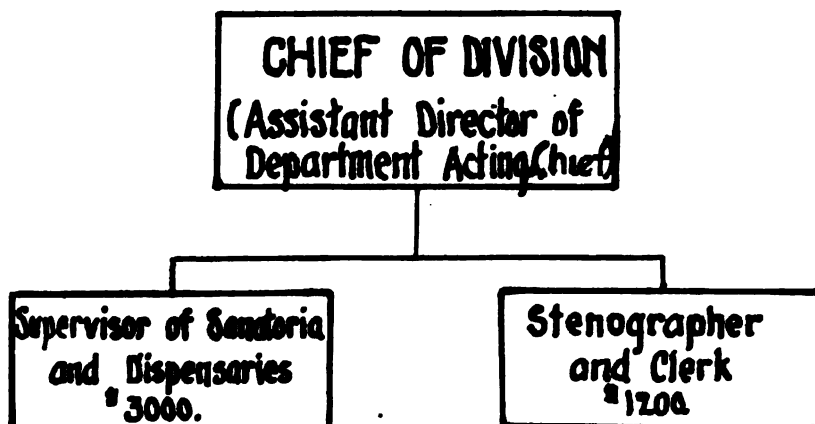 CHIEF OF DIVISION
(Assistant Director of
Department Acting Chief)
Supervisor of Sanatoria
and Dispensaries
$3000.
Stenographer
and Clerk
$1200